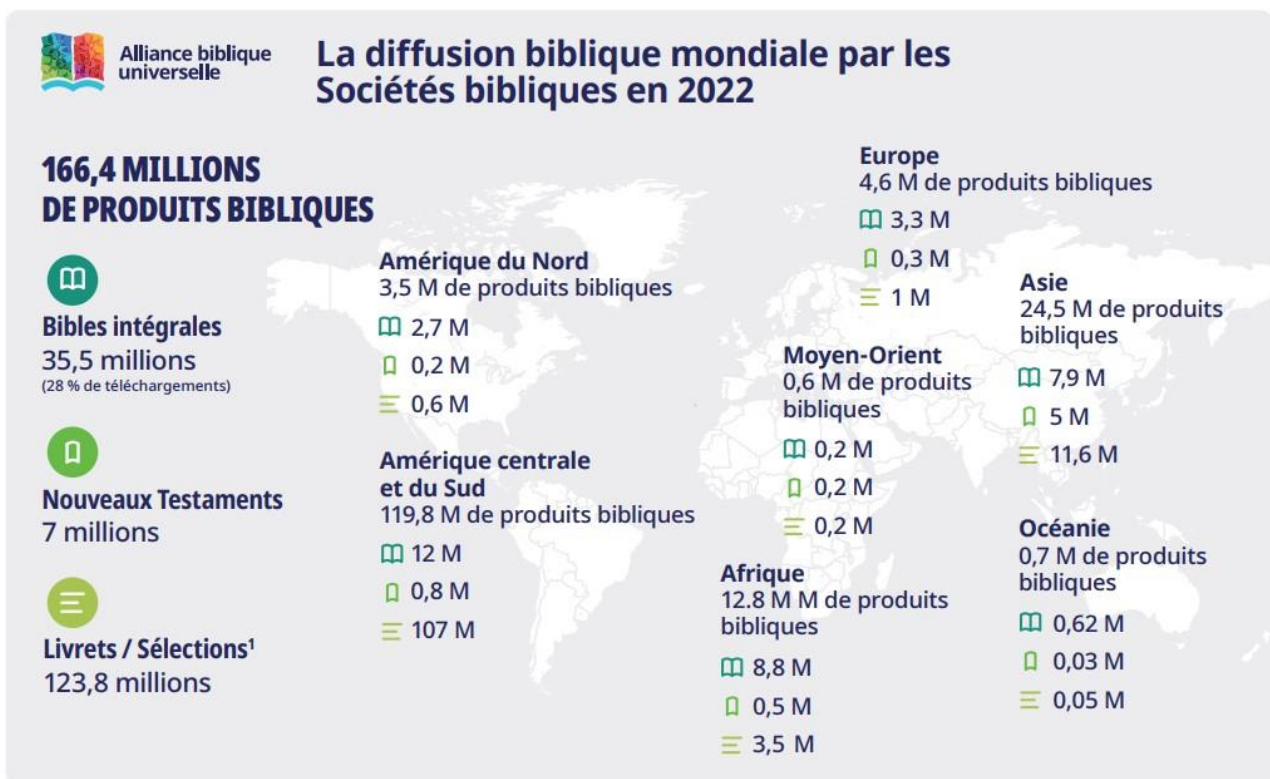 Alliance biblique
universelle
La diffusion biblique mondiale par les
Sociétés bibliques en 2022
166,4 MILLIONS
DE PRODUITS BIBLIQUES
Bibles intégrales
35,5 millions
(28 % de téléchargements)
Nouveaux Testaments
7 millions
Livrets / Sélections¹
123,8 millions
Amérique du Nord
3,5 M de produits bibliques
2,7 M
0,2 M
0,6 M
Amérique centrale
et du Sud
119,8 M de produits bibliques
12 M
0,8 M
107 M
Europe
4,6 M de produits bibliques
3,3 M
0,3 M
1 M
Moyen-Orient
0,6 M de produits
bibliques
0,2 M
0,2 M
0,2 M
Afrique
12.8 M M de produits
bibliques
8,8 M
0,5 M
3,5 M
Asie
24,5 M de produits
bibliques
7,9 M
5 M
11,6 M
Océanie
0,7 M de produits
bibliques
0,62 M
0,03 M
0,05 M